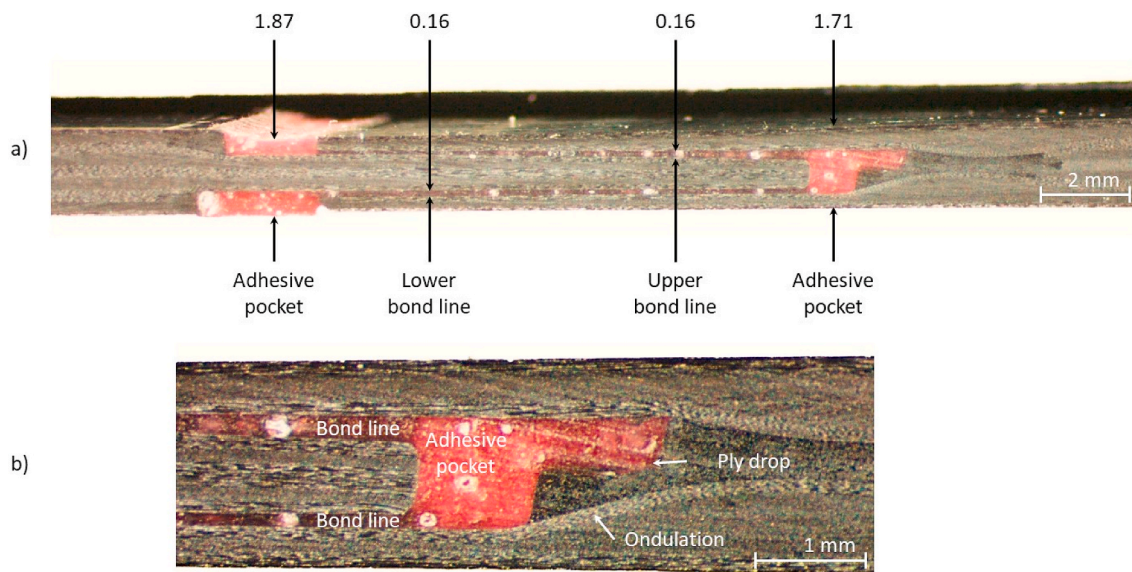 1.87 0.16 0.16 1.71
a)
2 mm
Adhesive pocket
Lower bond line
Upper bond line
Adhesive pocket
b)
Bond line
Adhesive pocket
Ply drop
Bond line
Ondulation
1 mm